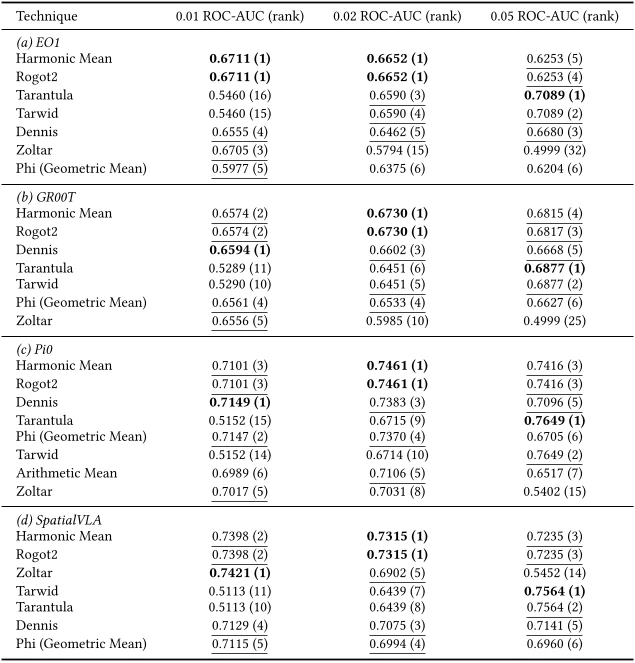 Technique 0.01 ROC-AUC (rank) 0.02 ROC-AUC (rank) 0.05 ROC-AUC (rank)
(a) EO1
Harmonic Mean 0.6711 (1) 0.6652 (1) 0.6253 (5)
Rogot2 0.6711 (1) 0.6652 (1) 0.6253 (4)
Tarantula 0.5460 (16) 0.6590 (3) 0.7089 (1)
Tarwid 0.5460 (15) 0.6590 (4) 0.7089 (2)
Dennis 0.6555 (4) 0.6462 (5) 0.6680 (3)
Zoltar 0.6705 (3) 0.5794 (15) 0.4999 (32)
Phi (Geometric Mean) 0.5977 (5) 0.6375 (6) 0.6204 (6)
(b) GR00T
Harmonic Mean 0.6574 (2) 0.6730 (1) 0.6815 (4)
Rogot2 0.6574 (2) 0.6730 (1) 0.6817 (3)
Dennis 0.6594 (1) 0.6602 (3) 0.6668 (5)
Tarantula 0.5289 (11) 0.6451 (6) 0.6877 (1)
Tarwid 0.5290 (10) 0.6451 (5) 0.6877 (2)
Phi (Geometric Mean) 0.6561 (4) 0.6533 (4) 0.6627 (6)
Zoltar 0.6556 (5) 0.5985 (10) 0.4999 (25)
(c) Pi0
Harmonic Mean 0.7101 (3) 0.7461 (1) 0.7416 (3)
Rogot2 0.7101 (3) 0.7461 (1) 0.7416 (3)
Dennis 0.7149 (1) 0.7383 (3) 0.7096 (5)
Tarantula 0.5152 (15) 0.6715 (9) 0.7649 (1)
Phi (Geometric Mean) 0.7147 (2) 0.7370 (4) 0.6705 (6)
Tarwid 0.5152 (14) 0.6714 (10) 0.7649 (2)
Arithmetic Mean 0.6989 (6) 0.7106 (5) 0.6517 (7)
Zoltar 0.7017 (5) 0.7031 (8) 0.5402 (15)
(d) SpatialVLA
Harmonic Mean 0.7398 (2) 0.7315 (1) 0.7235 (3)
Rogot2 0.7398 (2) 0.7315 (1) 0.7235 (3)
Zoltar 0.7421 (1) 0.6902 (5) 0.5452 (14)
Tarwid 0.5113 (11) 0.6439 (7) 0.7564 (1)
Tarantula 0.5113 (10) 0.6439 (8) 0.7564 (2)
Dennis 0.7129 (4) 0.7075 (3) 0.7141 (5)
Phi (Geometric Mean) 0.7115 (5) 0.6994 (4) 0.6960 (6)